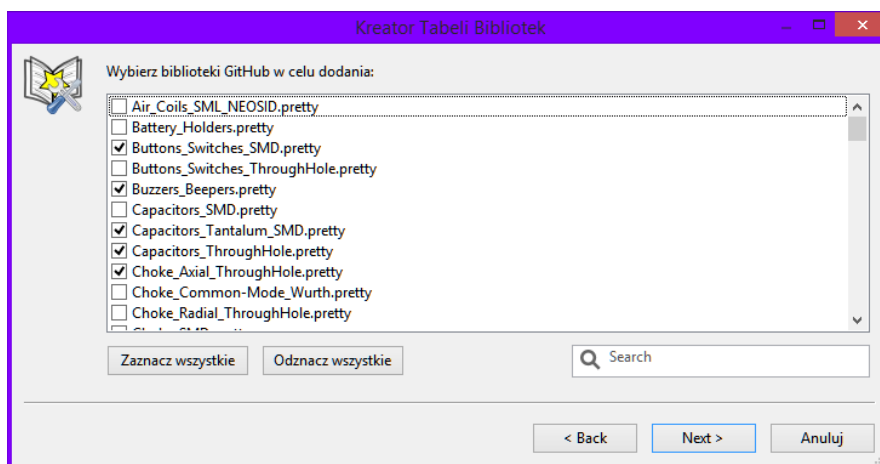 Kreator Tabeli Bibliotek
Wybierz biblioteki GitHub w celu dodania:
Air_Coils_SML_NEOSID.pretty
Battery_Holders.pretty
Buttons_Switches_SMD.pretty
Buttons_Switches_ThroughHole.pretty
Buzzers_Beepers.pretty
Capacitors_SMD.pretty
Capacitors_Tantalum_SMD.pretty
Capacitors_ThroughHole.pretty
Choke_Axial_ThroughHole.pretty
Choke_Common-Mode_Wurth.pretty
Choke_Radial_ThroughHole.pretty
Zaznacz wszystkie Odznacz wszystkie Search
< Back Next > Anuluj